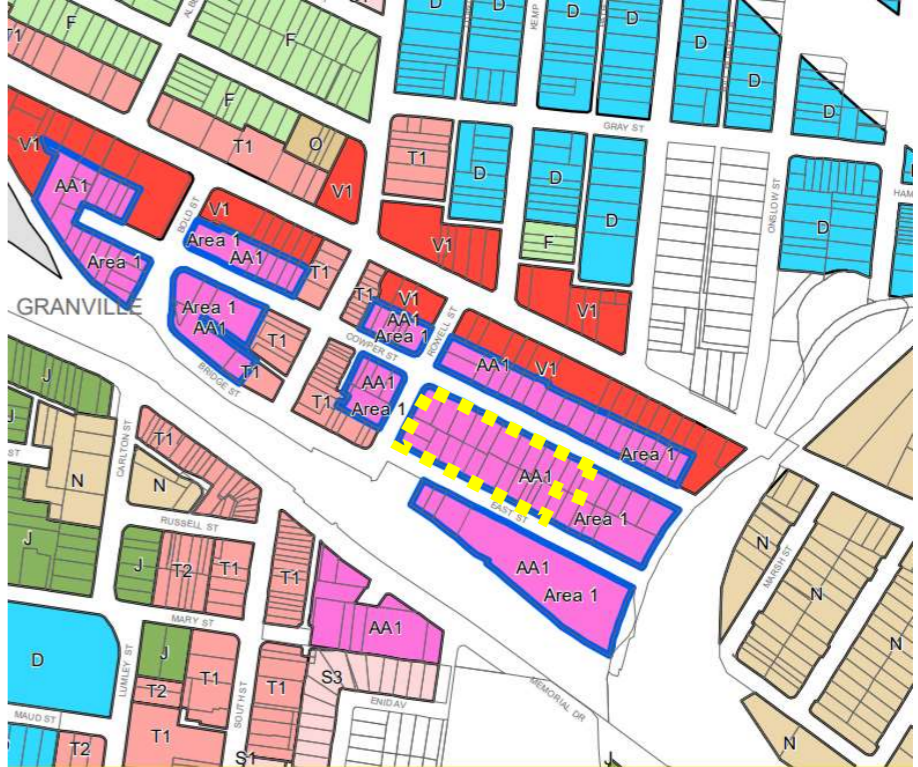 D
D
KEMP
D
D
D
F
T1
F
D
D
F
GRAY ST
T1
O
V1
V1
T1
D
D
D
D
ONSLOW ST
HAM
AA1
BOLD ST
V1
V1
F
Area 1
AA1
T1
Area 1
GRANVILLE
Area 1
AA1
T1
T1
V1
AA1
Area 1
V1
COWPER ST
ROWELL ST
BRIDGE ST
T1
T1
AA1
Area 1
AA1
V1
Area 1
AA1
Area 1
EAST ST
AA1
Area 1
J
J
ST
N
CARLTON ST
T1
N
RUSSELL ST
J
J
T2
T1
T1
MARY ST
AA1
N
MARSH ST
N
N
D
LUMLEY ST
J
T2
T1
SOUTH ST
T1
S3
ENID AV
MEMORIAL DR
MAUD ST
T2
T1
S1
J
N